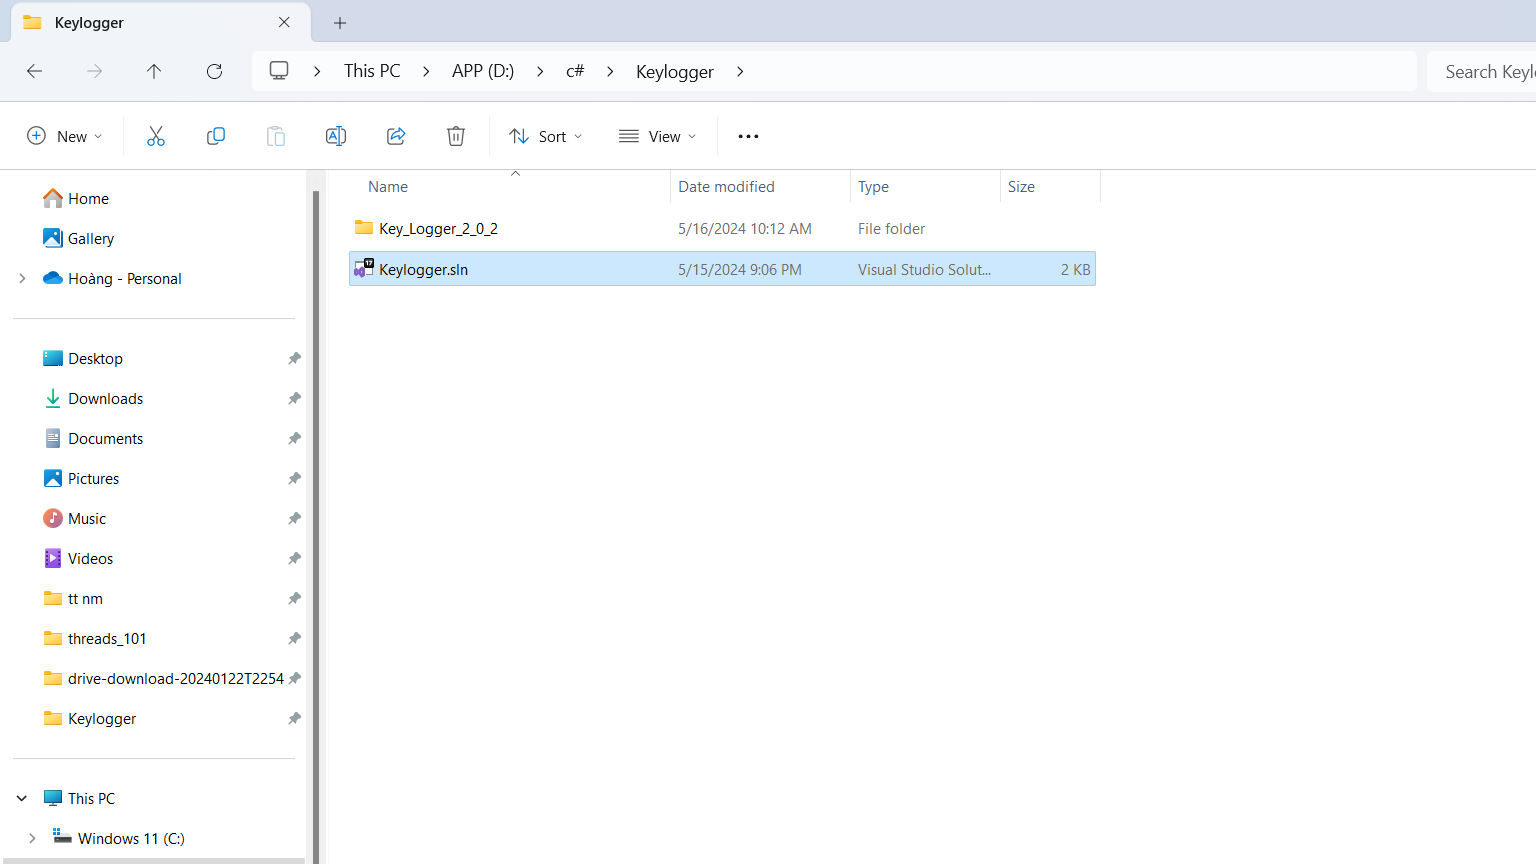 Keylogger
This PC
APP (D:)
c#
Keylogger
Search Keyl
New
Sort
View
Name
Date modified
Type
Size
Key_Logger_2_0_2
5/16/2024 10:12 AM
File folder
Keylogger.sln
5/15/2024 9:06 PM
Visual Studio Solut...
2 KB
Home
Gallery
Hoàng - Personal
Desktop
Downloads
Documents
Pictures
Music
Videos
tt nm
threads_101
drive-download-20240122T2254
Keylogger
This PC
Windows 11 (C:)